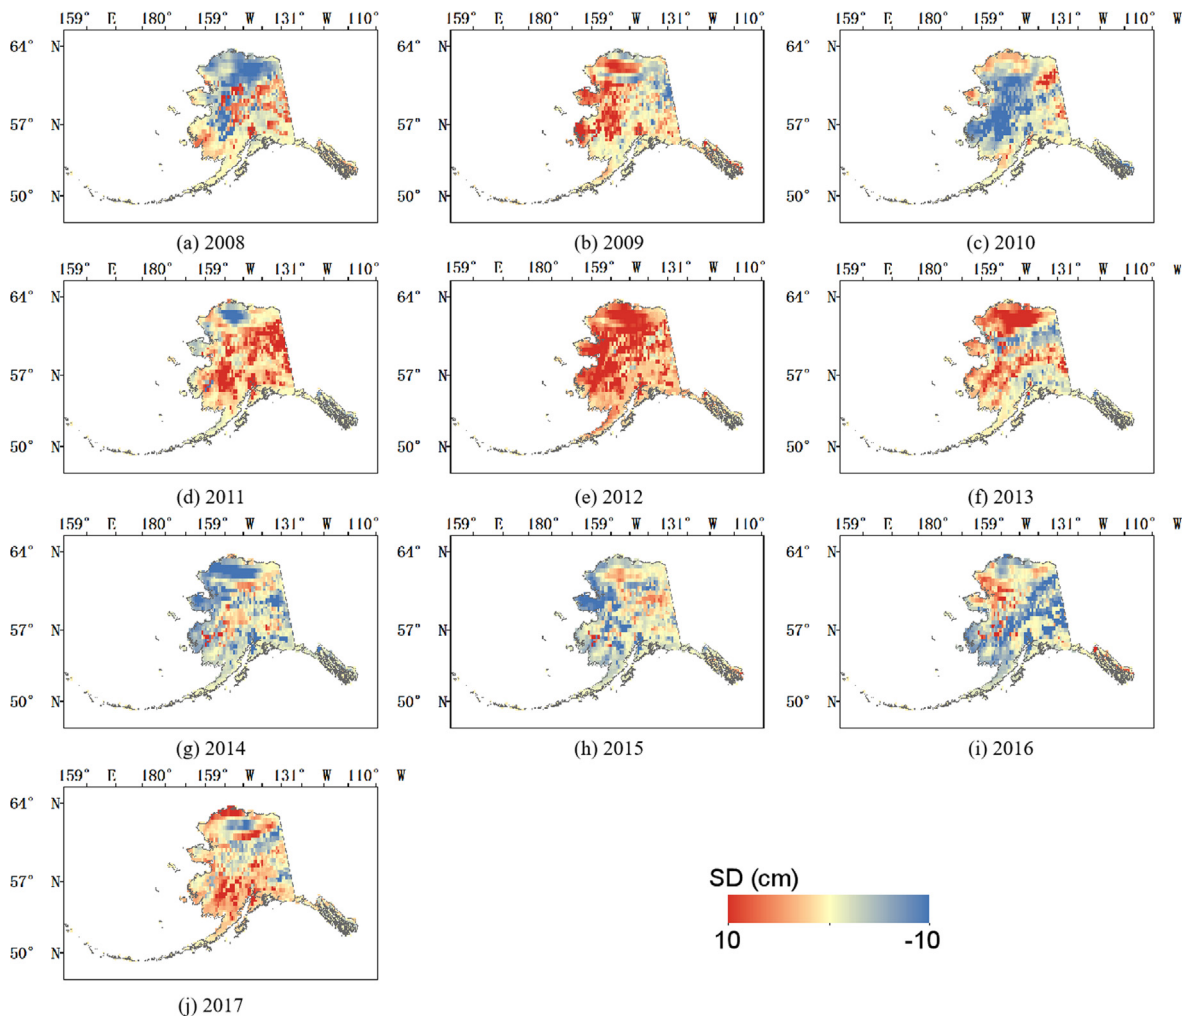 159° E 180° 159° W 131° 110° 159° E 180° 159° W 131° W 110° 159° E 180° 159° W 131° W 110° W
64° N 64° N 64° N
57° N 57° N 57° N
50° N 50° N 50° N
(a) 2008 (b) 2009 (c) 2010
159° E 180° 159° W 131° 110° 159° E 180° 159° W 131° W 110° 159° E 180° 159° W 131° W 110° W
64° N 64° N 64° N
57° N 57° N 57° N
50° N 50° N 50° N
(d) 2011 (e) 2012 (f) 2013
159° E 180° 159° W 131° 110° 159° E 180° 159° W 131° W 110° 159° E 180° 159° W 131° W 110° W
64° N 64° N 64° N
57° N 57° N 57° N
50° N 50° N 50° N
(g) 2014 (h) 2015 (i) 2016
159° E 180° 159° W 131° 110° W
64° N
57° N
50° N
(j) 2017
SD (cm)
10 -10